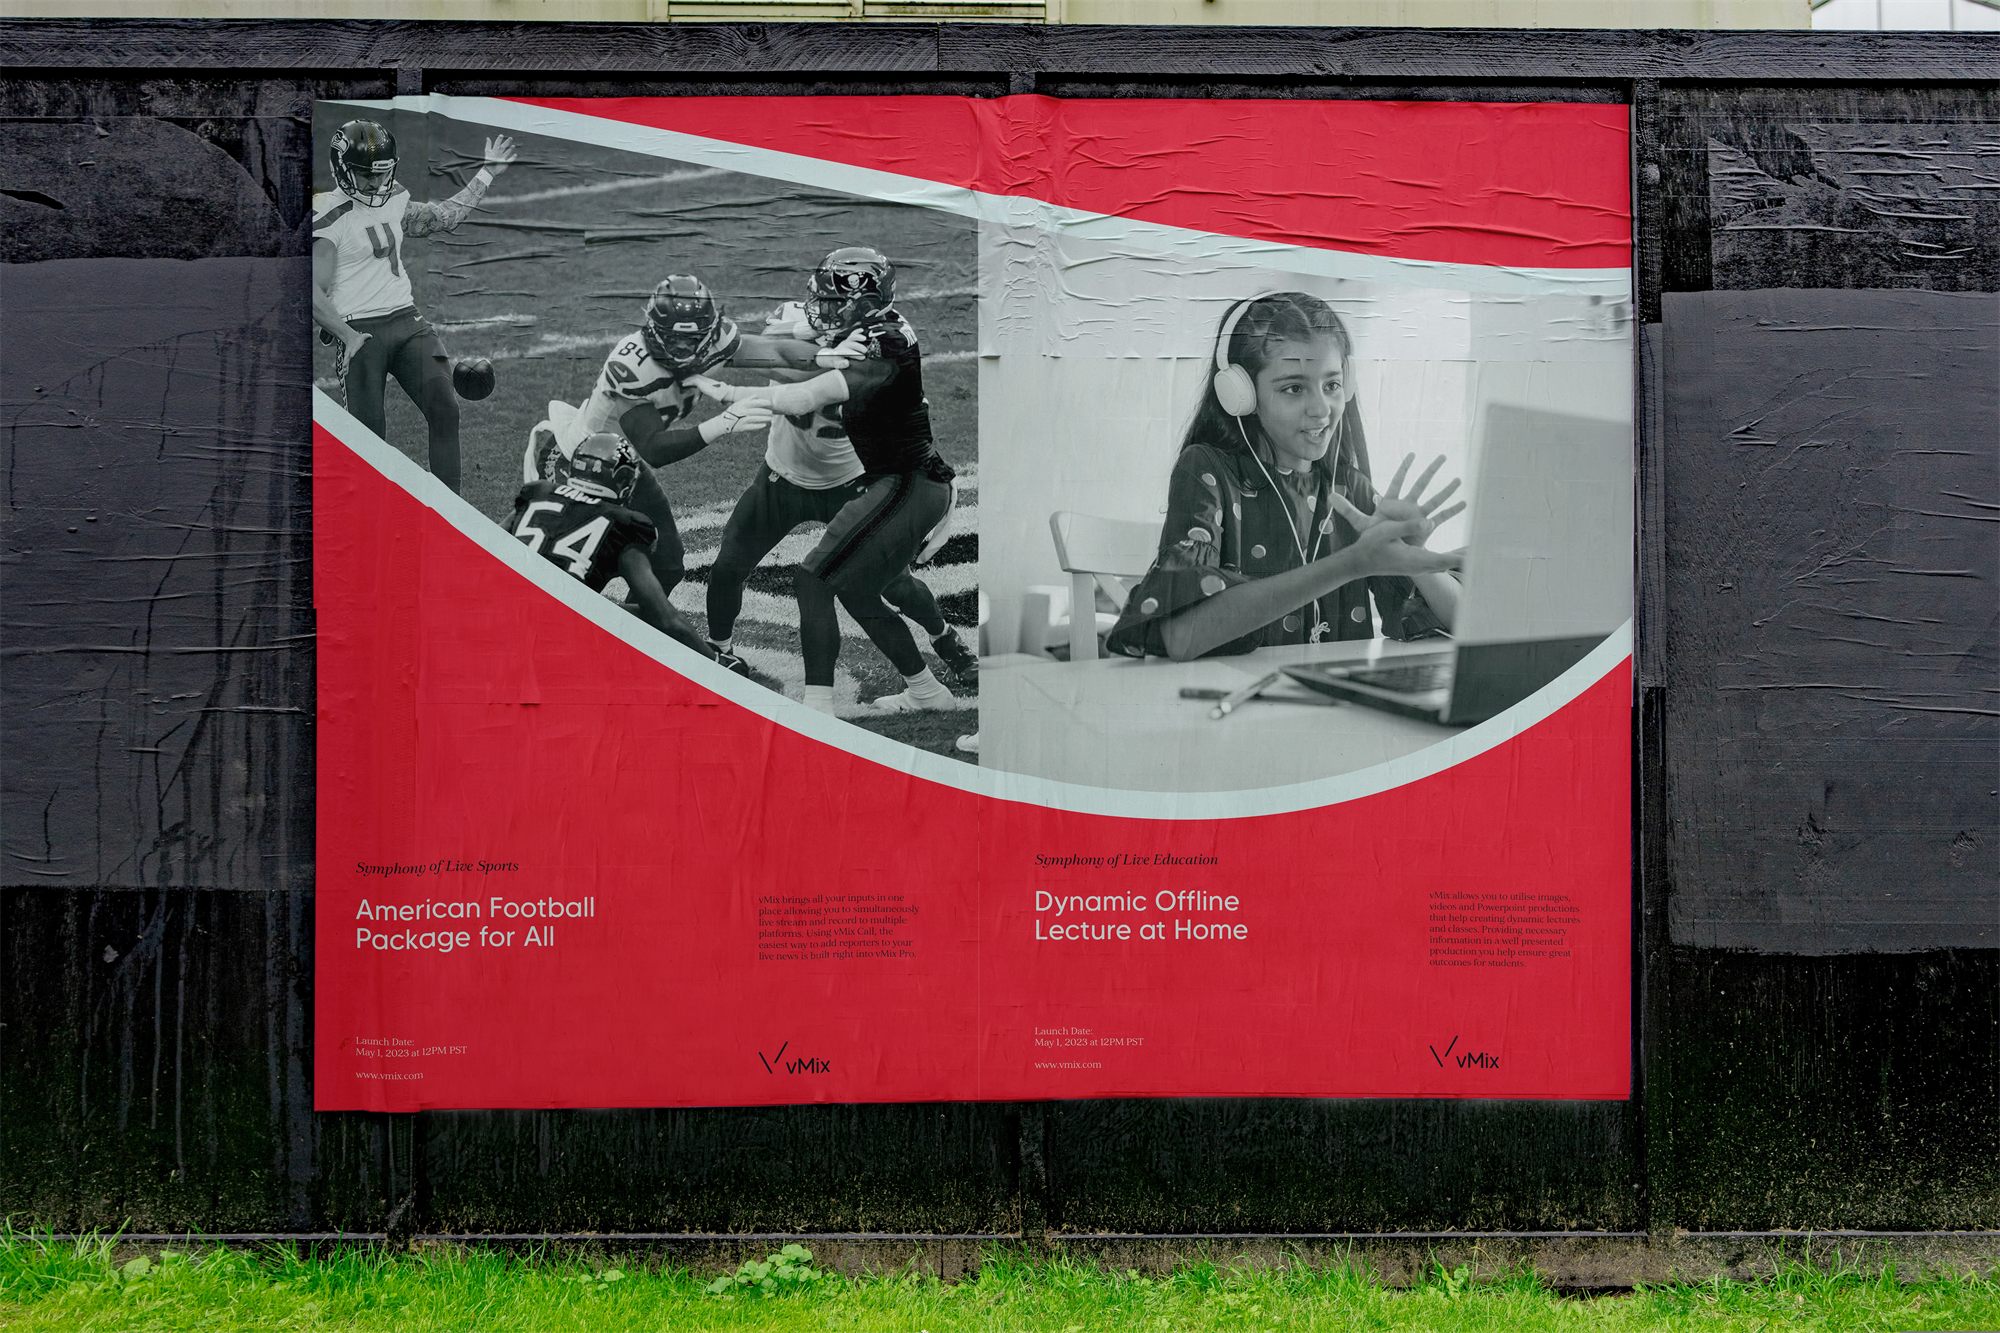 4
84
54
Symphony of Live Sports
American Football
Package for All
vMix brings all your inputs in one
place allowing you to simultaneously
live stream and record to multiple
platforms. Using vMix Call, the
easiest way to add reporters to your
live news is built right into vMix Pro.
Launch Date:
May 1, 2023 at 12PM PST
www.vmix.com
vMix
Symphony of Live Education
Dynamic Offline
Lecture at Home
vMix allows you to utilise images,
videos and Powerpoint productions
that help creating dynamic lectures
and classes. Providing necessary
information in a well presented
production you help ensure great
outcomes for students.
Launch Date:
May 1, 2023 at 12PM PST
www.vmix.com
vMix